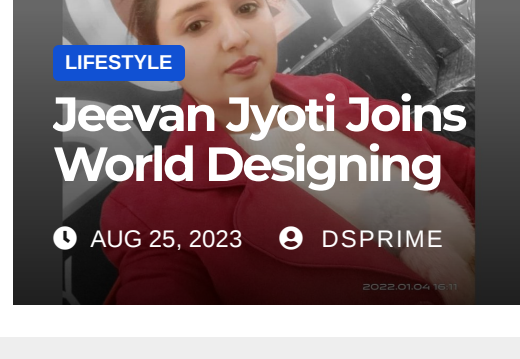 LIFESTYLE
Jeevan Jyoti Joins
World Designing
AUG 25, 2023 DSPRIME
2022.01.04 16:11